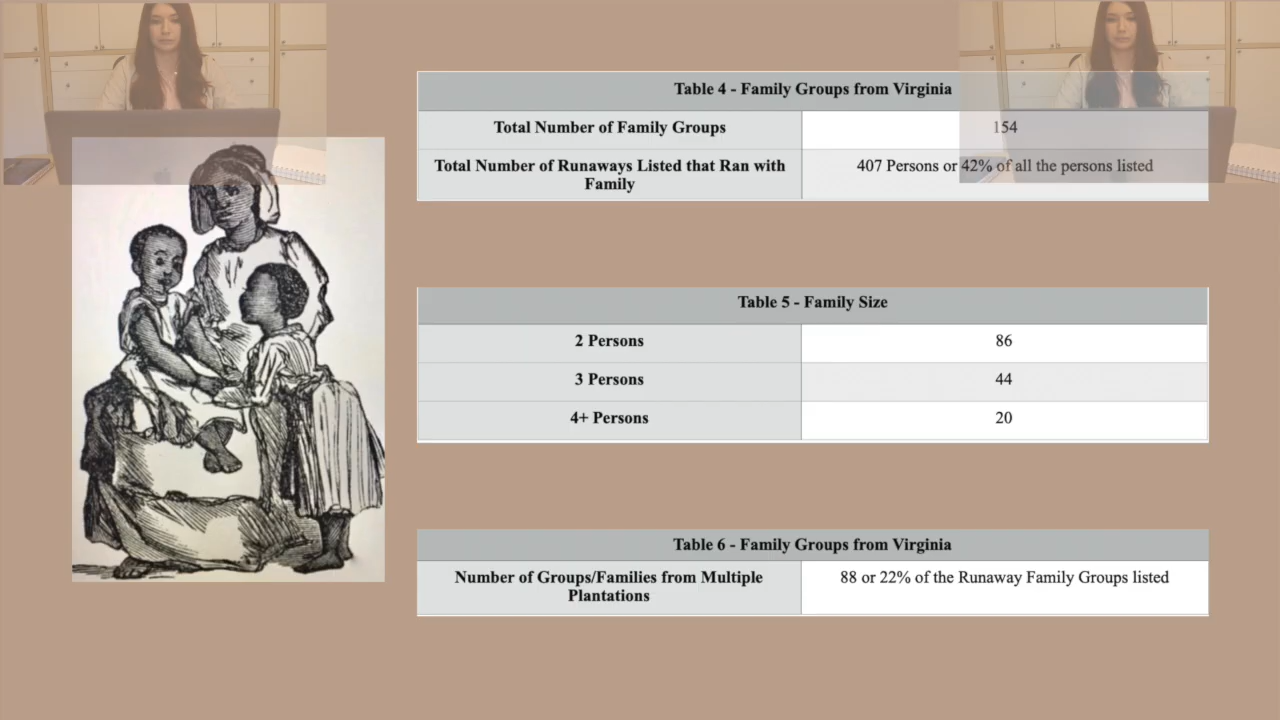 Table 4 - Family Groups from Virginia
Total Number of Family Groups 154
Total Number of Runaways Listed that Ran with
Family
407 Persons or 42% of all the persons listed
Table 5 - Family Size
2 Persons 86
3 Persons 44
4+ Persons 20
Table 6 - Family Groups from Virginia
Number of Groups/Families from Multiple
Plantations
88 or 22% of the Runaway Family Groups listed